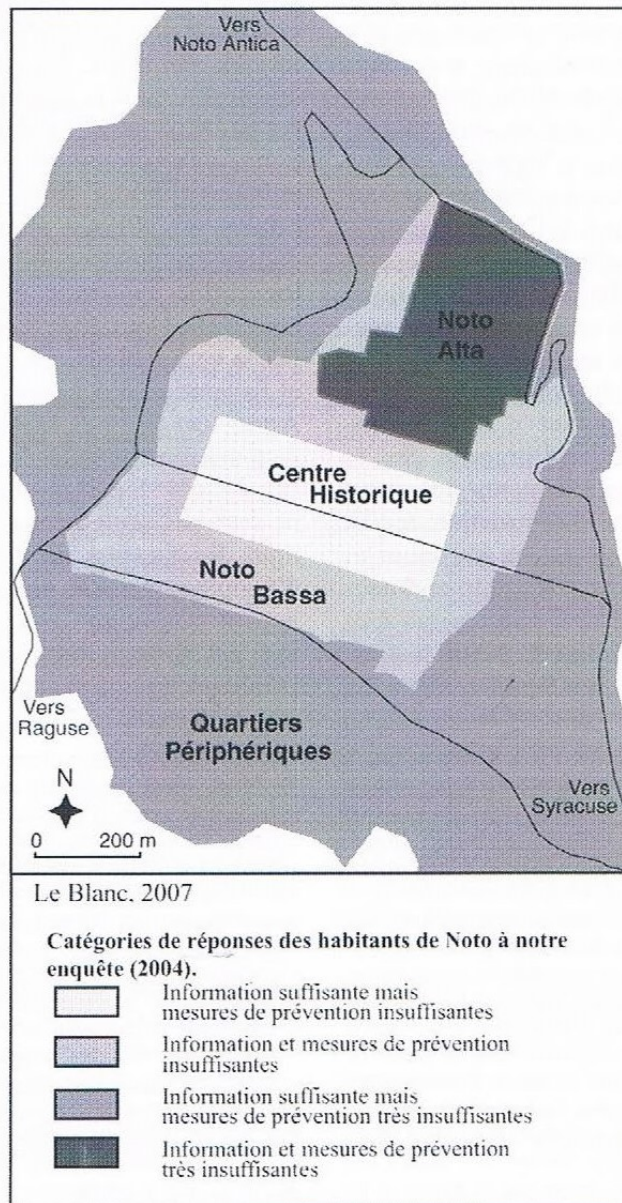 Vers
Noto Antica
Noto
Alta
Centre
Historique
Noto
Bassa
Vers
Raguse
Quartiers
Périphériques
N
Vers
Syracuse
0 200 m
Le Blanc, 2007
Catégories de réponses des habitants de Noto à notre
enquête (2004).
Information suffisante mais
mesures de prévention insuffisantes
Information et mesures de prévention
insuffisantes
Information suffisante mais
mesures de prévention très insuffisantes
Information et mesures de prévention
très insuffisantes